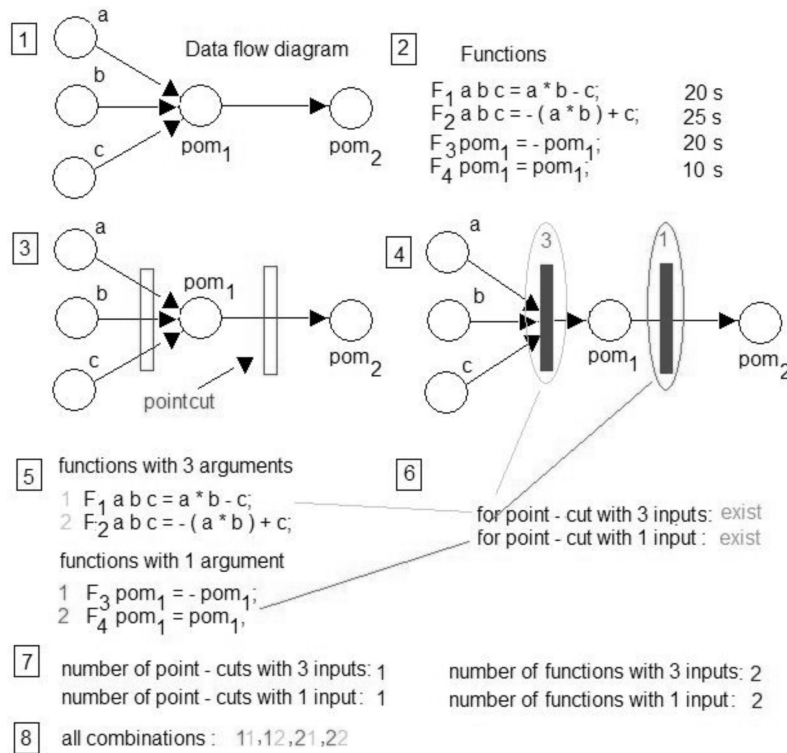 1
a
b
c
Data flow diagram
pom1
pom2
2
Functions
F1 a b c = a * b - c; 20 s
F2 a b c = - ( a * b ) + c; 25 s
F3 pom1 = - pom1; 20 s
F4 pom1 = pom1; 10 s
3
a
b
c
pom1
pom2
pointcut
4
a
b
c
3
1
pom1
pom2
5
functions with 3 arguments
1 F1 a b c = a * b - c;
2 F2 a b c = - ( a * b ) + c;
functions with 1 argument
1 F3 pom1 = - pom1;
2 F4 pom1 = pom1,
6
for point - cut with 3 inputs: exist
for point - cut with 1 input : exist
7
number of point - cuts with 3 inputs: 1
number of point - cuts with 1 input : 1
number of functions with 3 inputs: 2
number of functions with 1 input : 2
8
all combinations : 11,12,21,22